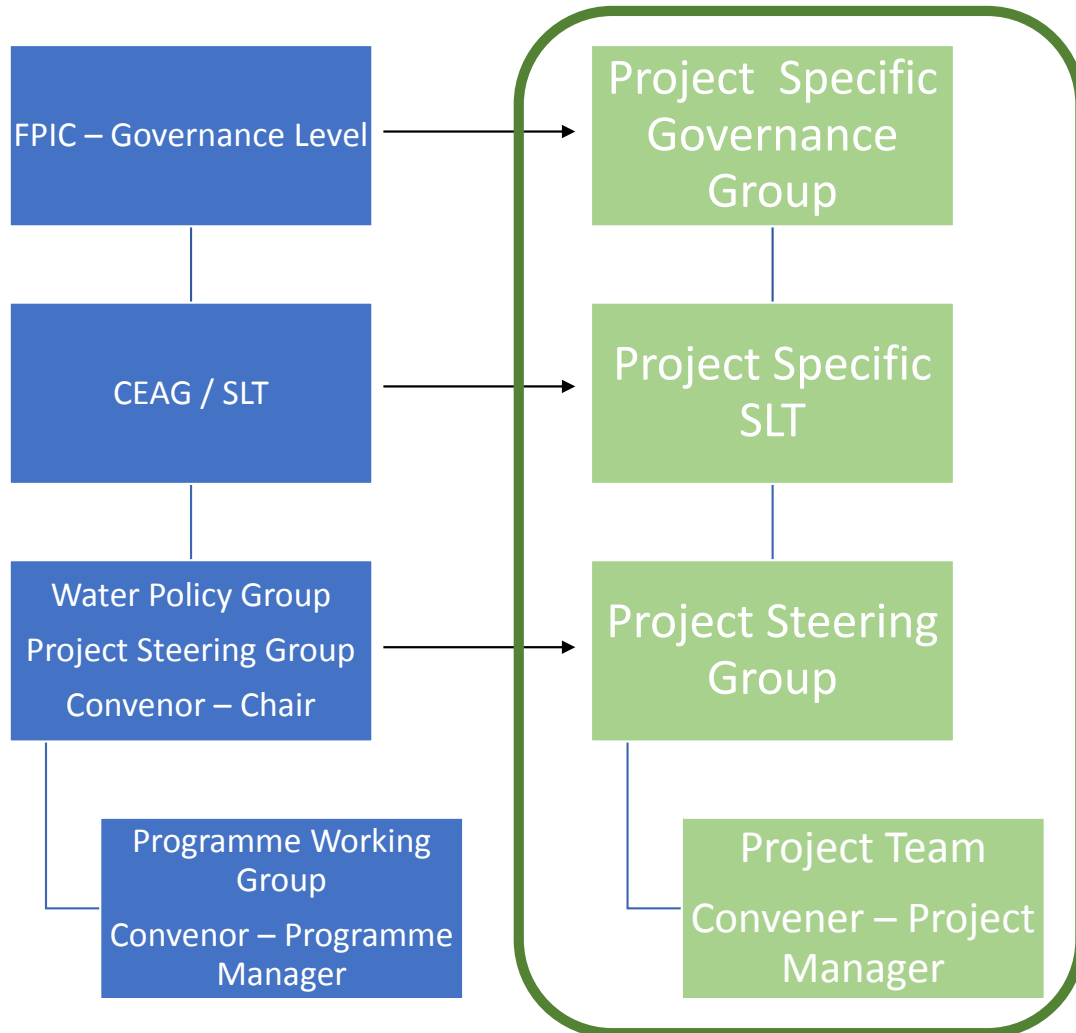 FPIC – Governance Level
Project Specific
Governance
Group
CEAG / SLT
Project Specific
SLT
Water Policy Group
Project Steering Group
Convenor – Chair
Project Steering
Group
Programme Working
Group
Convenor – Programme
Manager
Project Team
Convener – Project
Manager